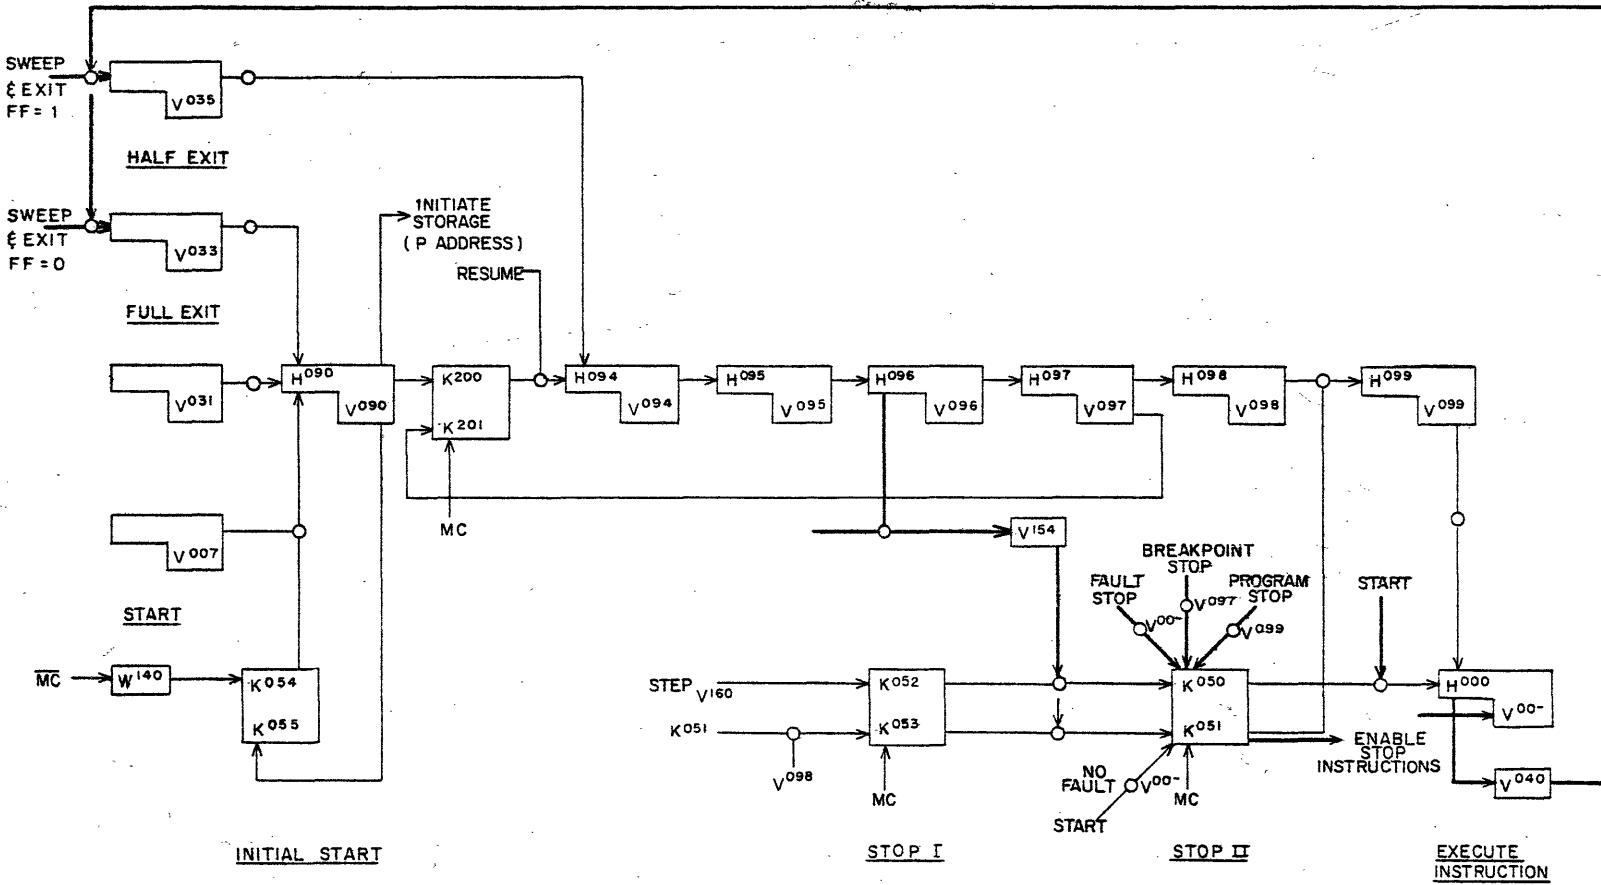 SWEEP
& EXIT
FF = 1
V035
HALF EXIT
SWEEP
& EXIT
FF = 0
V033
FULL EXIT
INITIATE
STORAGE
( P ADDRESS )
RESUME
V031
H090
V090
K200
K201
MC
H094
V094
H095
V095
H096
V096
H097
V097
H098
V098
H099
V099
V007
START
MC
W140
K054
K055
INITIAL START
V154
STEP
V160
K051
V098
K052
K053
MC
STOP I
FAULT
STOP
V00-
BREAKPOINT
STOP
V097
PROGRAM
STOP
V099
K050
K051
NO
FAULT
V00-
START
MC
STOP II
ENABLE
STOP
INSTRUCTIONS
START
H000
V00-
V040
EXECUTE
INSTRUCTION